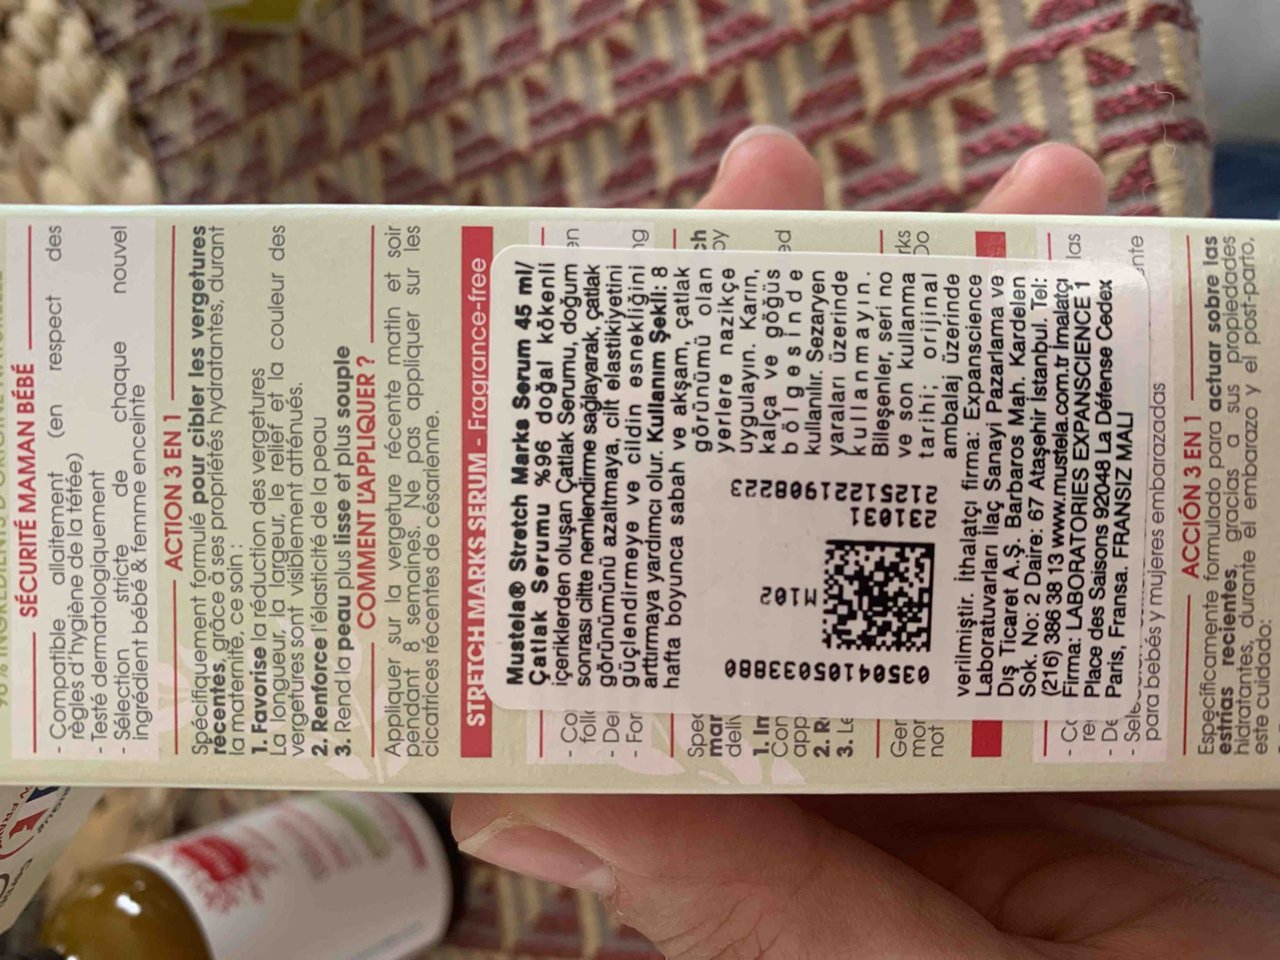 SÉCURITÉ MAMAN BÉBÉ
- Compatible allaitement (en respect des
règles d'hygiène de la tétée)
- Testé dermatologiquement
- Sélection stricte de chaque nouvel
ingrédient bébé & femme enceinte
ACTION 3 EN 1
Spécifiquement formulé pour cibler les vergetures
récentes, grâce à ses propriétés hydratantes, durant
la maternité, ce soin :
1. Favorise la réduction des vergetures
La longueur, la largeur, le relief et la couleur des
vergetures sont visiblement atténués.
2. Renforce l'élasticité de la peau
3. Rend la peau plus lisse et plus souple
COMMENT L'APPLIQUER ?
Appliquer sur la vergeture récente matin et soir
pendant 8 semaines. Ne pas appliquer sur les
cicatrices récentes de césarienne.
STRETCH MARKS SERUM - Fragrance-free
Mustela® Stretch Marks Serum 45 ml/
Çatlak Serumu %96 doğal kökenli
içeriklerden oluşan Çatlak Serumu, doğum
sonrası ciltte nemlendirme sağlayarak, çatlak
görünümünü azaltmaya, cilt elastikiyetini
güçlendirmeye ve cildin esnekliğini
arttırmaya yardımcı olur. Kullanım Şekli: 8
hafta boyunca sabah ve akşam, çatlak
görünümü olan
yerlere nazikçe
uygulayın. Karın,
kalça ve göğüs
bölgesinde
kullanılır. Sezaryen
yaraları üzerinde
kullanmayın.
Bileşenler, seri no
ve son kullanma
tarihi; orijinal
ambalaj üzerinde
verilmiştir. İthalatçı firma: Expanscience
Laboratuvarları İlaç Sanayi Pazarlama ve
Dış Ticaret A.Ş. Barbaros Mah. Kardelen
Sok. No: 2 Daire: 67 Ataşehir İstanbul. Tel:
(216) 386 38 13 www.mustela.com.tr İmalatçı
Firma: LABORATORIES EXPANSCIENCE 1
Place des Saisons 92048 La Défense Cedex
Paris, Fransa. FRANSIZ MALI
03504105033880
M102
231031
21251221908223
para bebés y mujeres embarazadas
ACCIÓN 3 EN 1
Específicamente formulado para actuar sobre las
estrías recientes, gracias a sus propiedades
hidratantes, durante el embarazo y el post-parto,
este cuidado: